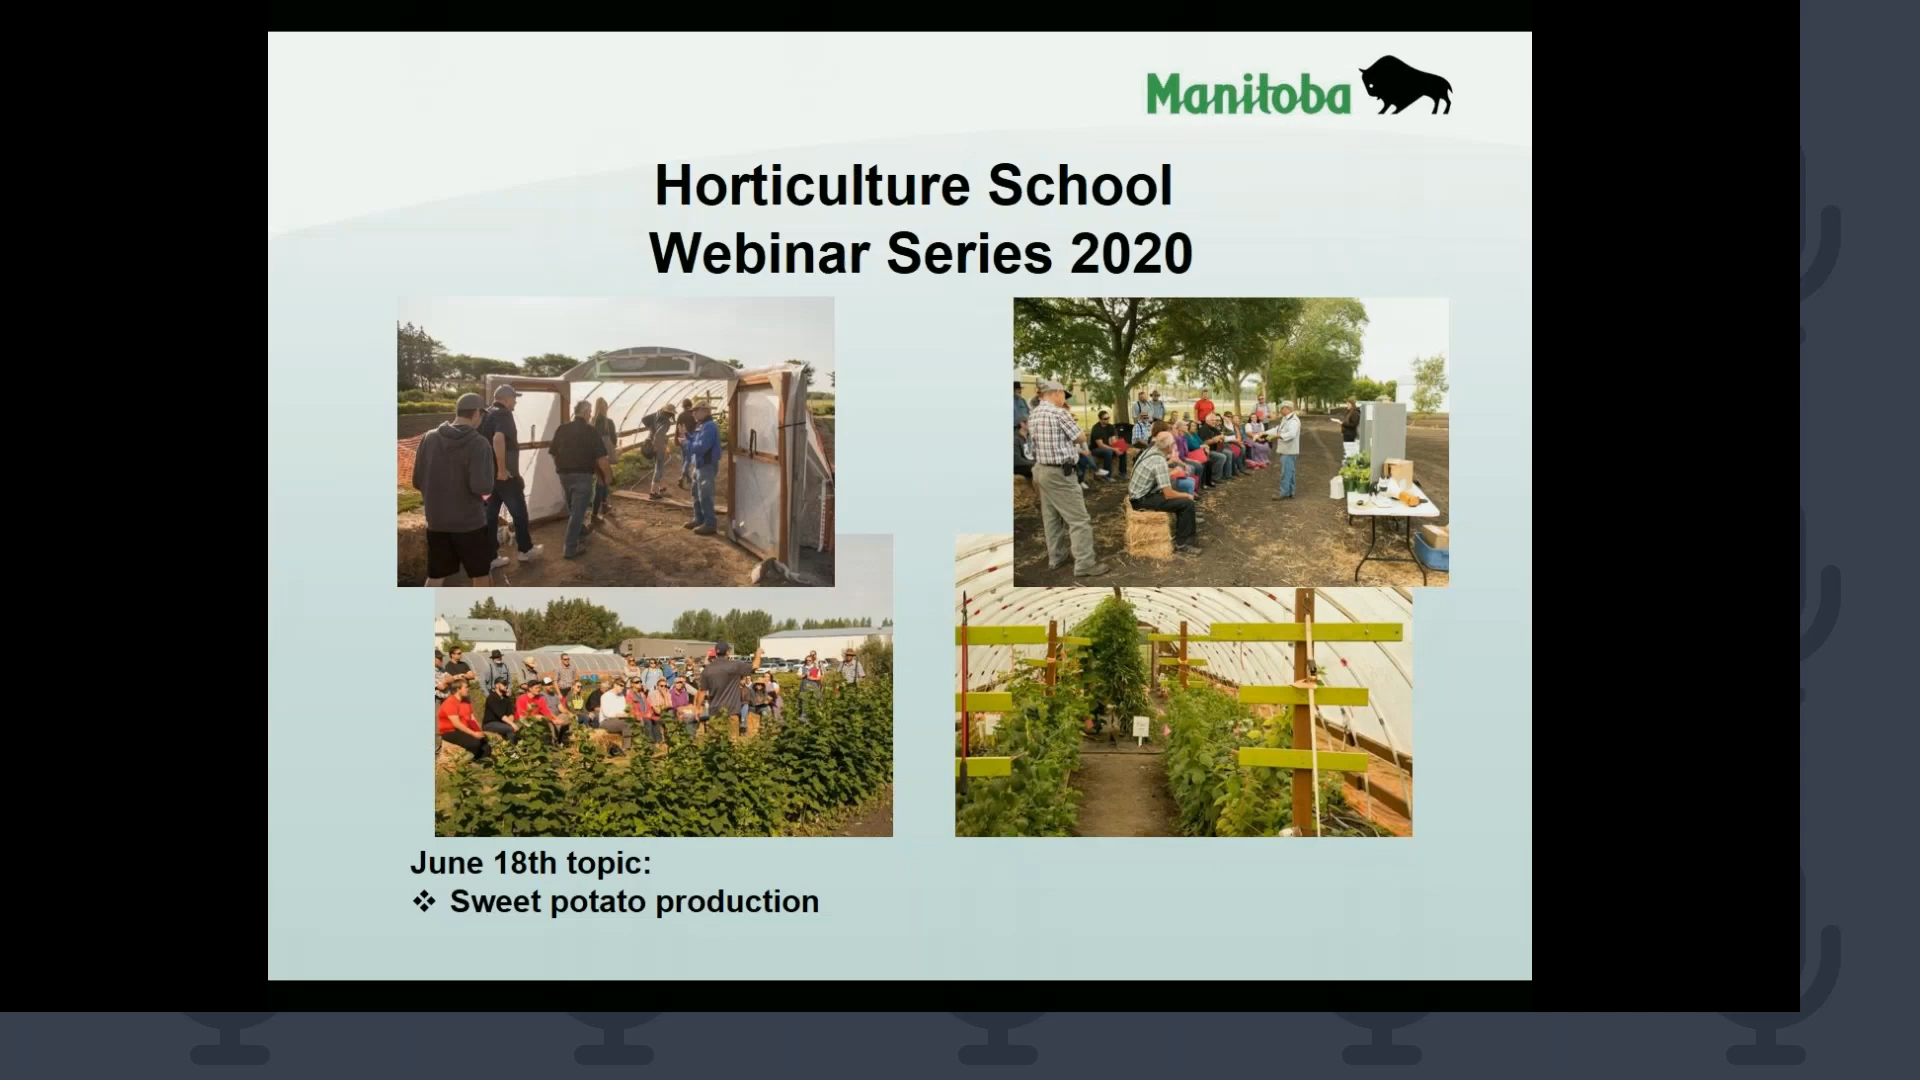 Manitoba
Horticulture School
Webinar Series 2020
June 18th topic:
❖ Sweet potato production